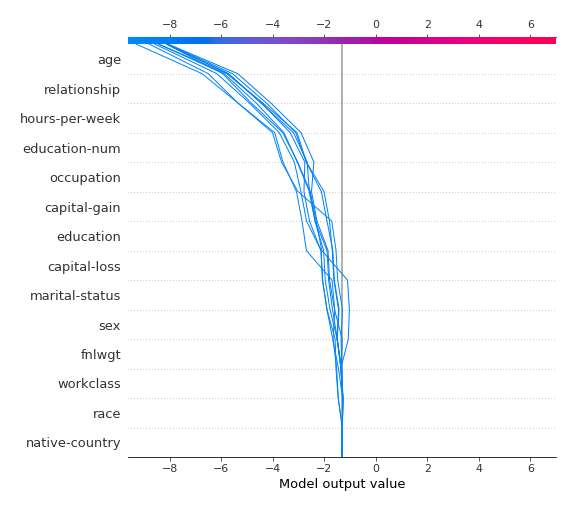 −8 −6 −4 −2 0 2 4 6
age
relationship
hours-per-week
education-num
occupation
capital-gain
education
capital-loss
marital-status
sex
fnlwgt
workclass
race
native-country
−8 −6 −4 −2 0 2 4 6
Model output value